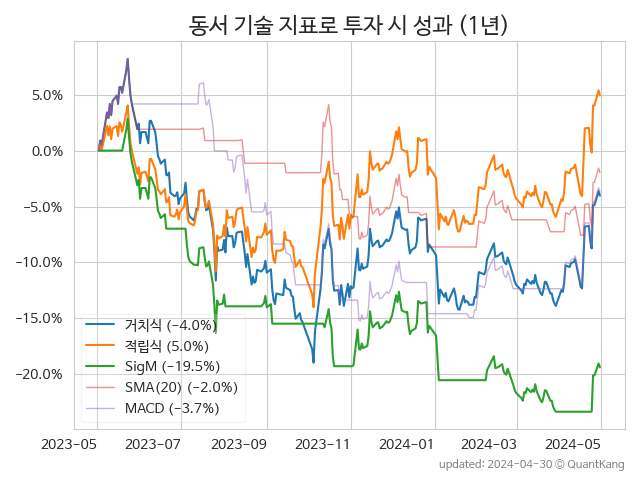 동서 기술 지표로 투자 시 성과 (1년)
5.0%
0.0%
−5.0%
−10.0%
−15.0%
−20.0%
거치식 (−4.0%)
적립식 (5.0%)
SigM (−19.5%)
SMA(20) (−2.0%)
MACD (−3.7%)
2023-05 2023-07 2023-09 2023-11 2024-01 2024-03 2024-05
updated: 2024-04-30 © QuantKang